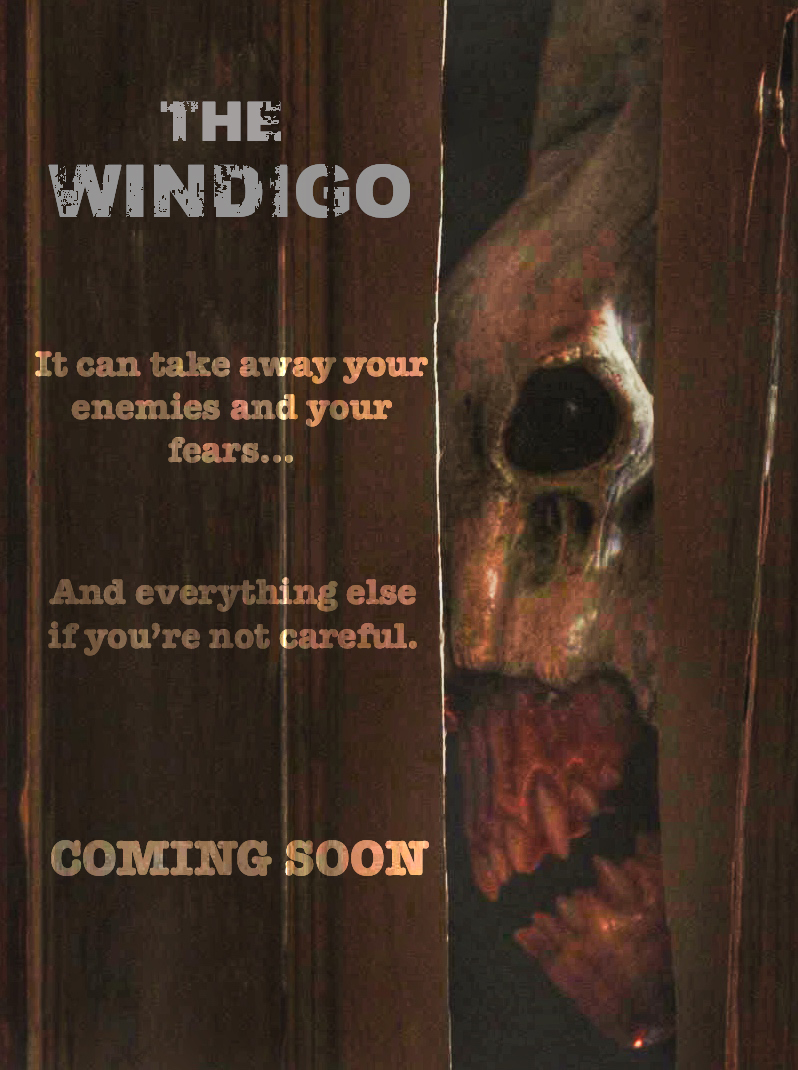 THE
WINDIGO
It can take away your
enemies and your
fears...
And everything else
if you're not careful.
COMING SOON